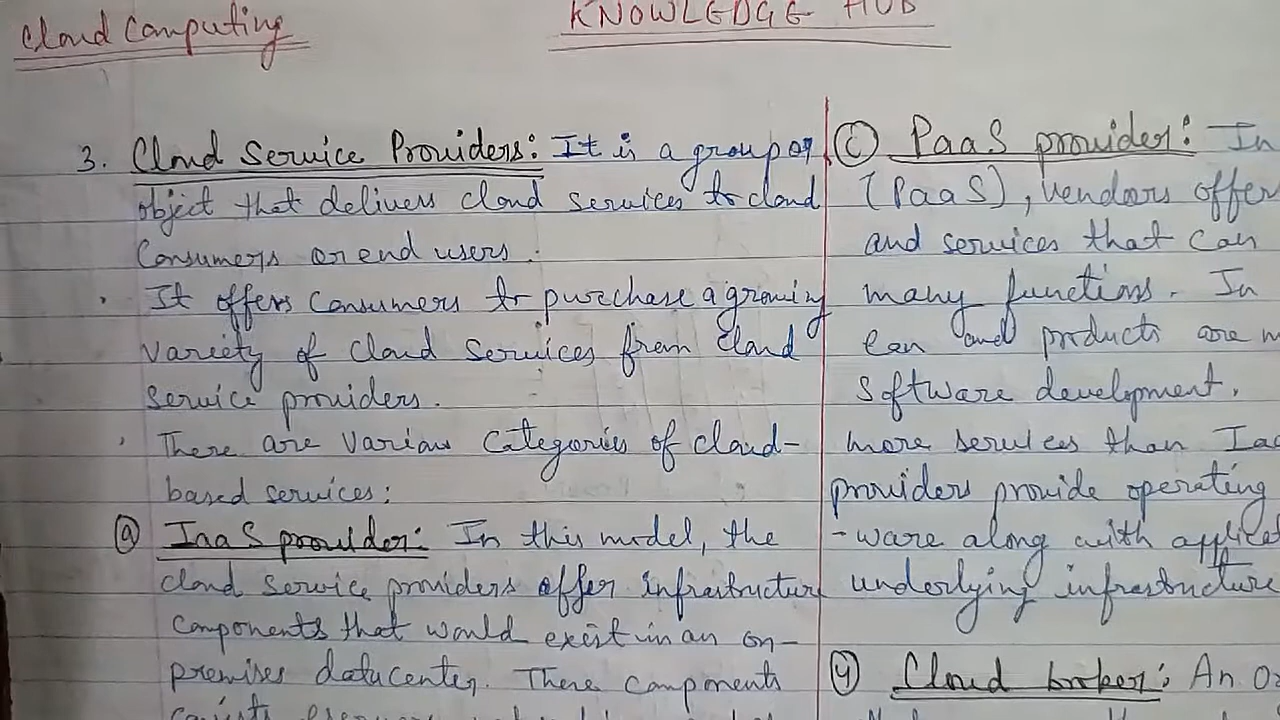 Cloud Computing
KNOWLEDGE HUB
3. Cloud Service Providers: It is a group or
object that delivers cloud services to cloud
Consumers or end users.
• It offers Consumers to purchase a growing
variety of cloud services from cloud
service providers.
• There are various categories of cloud-
based services:
(a) IaaS provider: In this model, the
cloud service providers offer infrastructure
components that would exist in an on-
premises datacenter. These components
(c) PaaS provider: In
(PaaS), vendors offer
and services that can
many functions. In
can and products are
software development.
more services than Iaa
providers provide operating
-ware along with applica
underlying infrastructure
(4) Cloud broker: An